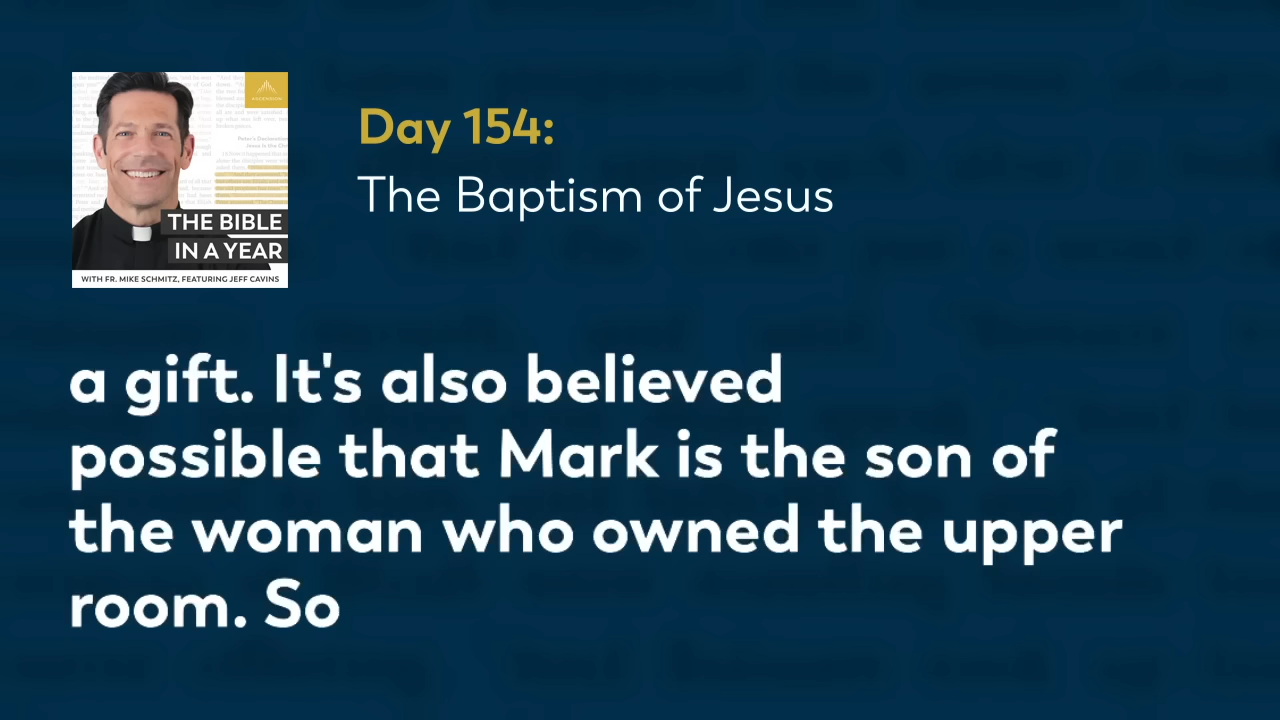 THE BIBLE
IN A YEAR
WITH FR. MIKE SCHMITZ, FEATURING JEFF CAVINS
Day 154:
The Baptism of Jesus
a gift. It's also believed
possible that Mark is the son of
the woman who owned the upper
room. So